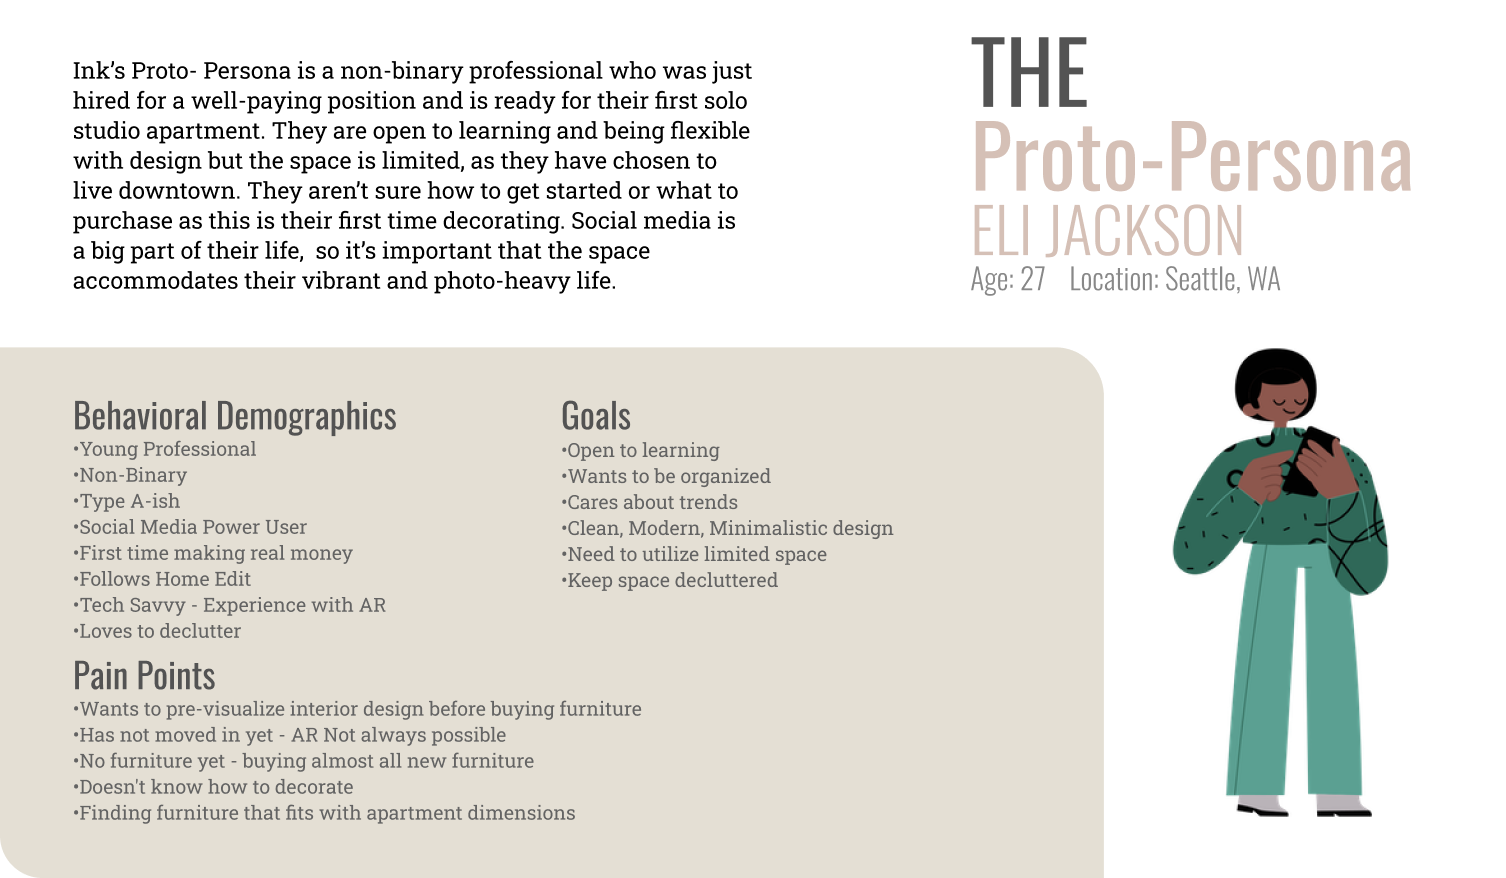 Ink’s Proto- Persona is a non-binary professional who was just
hired for a well-paying position and is ready for their first solo
studio apartment. They are open to learning and being flexible
with design but the space is limited, as they have chosen to
live downtown. They aren’t sure how to get started or what to
purchase as this is their first time decorating. Social media is
a big part of their life,  so it’s important that the space
accommodates their vibrant and photo-heavy life.
THE
Proto-Persona
ELI JACKSON
Age: 27    Location: Seattle, WA
Behavioral Demographics
•Young Professional
•Non-Binary
•Type A-ish
•Social Media Power User
•First time making real money
•Follows Home Edit
•Tech Savvy - Experience with AR
•Loves to declutter
Goals
•Open to learning
•Wants to be organized
•Cares about trends
•Clean, Modern, Minimalistic design
•Need to utilize limited space
•Keep space decluttered
Pain Points
•Wants to pre-visualize interior design before buying furniture
•Has not moved in yet - AR Not always possible
•No furniture yet - buying almost all new furniture
•Doesn't know how to decorate
•Finding furniture that fits with apartment dimensions